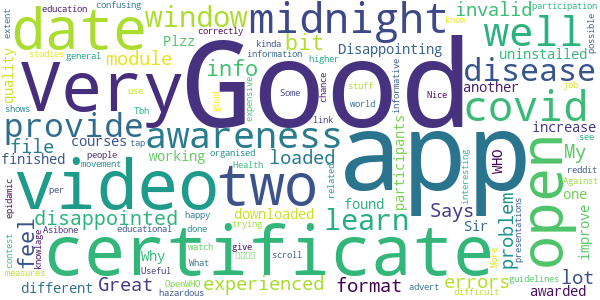 date
window
midnight
invalid
well
Very
Good
app
bit
Plzz
Disappointing
info
module
quality
education
confusing
correctly
kinda
information
higher
extent
studies
general
use
guud
expensive
Some
chance
stuff
world
link
informative
uninstalled
know
participation
possible
job
disease
covid
another
Nice
shows
tap
provide
awareness
file
courses
finished
people
movement
per
working
organised
Health
loaded
related
participants
WHO
increase
My
reddit
see
Against
one
improve
open
video
two
learn
found
interesting
Says
Sir
problem
presentations
lot
epidemic
disappointed
downloaded
happy
trying
educational
done
knowlage
Asibone
feel
certificate
contest
Why
Watch
give
What
scroll
More
guidelines
different
Great
experienced
format
errors
awarded
measures
Useful
hazardous
OpenWHO
advert
difficult
Tbh